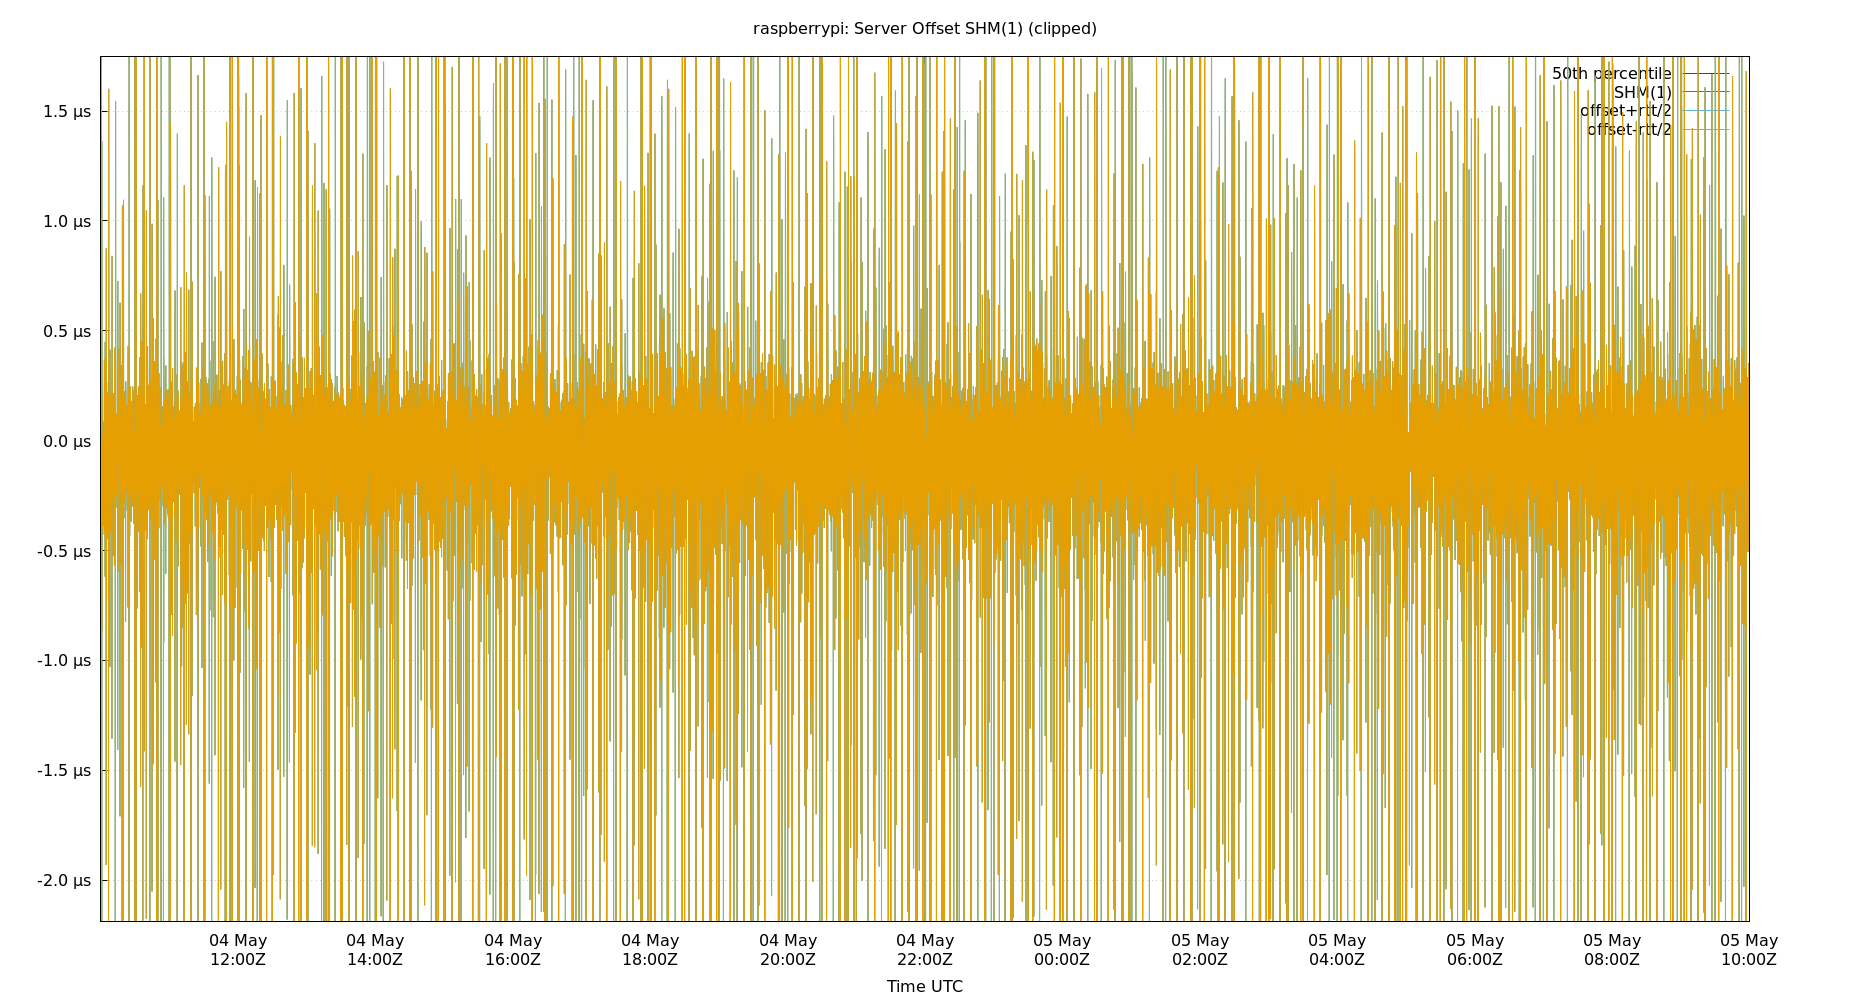 raspberrypi: Server Offset SHM(1) (clipped)
50th percentile
SHM(1)
offset+rtt/2
offset-rtt/2
1.5 µs
1.0 µs
0.5 µs
0.0 µs
-0.5 µs
-1.0 µs
-1.5 µs
-2.0 µs
04 May 04 May 04 May 04 May 04 May 04 May 05 May 05 May 05 May 05 May 05 May 05 May
12:00Z 14:00Z 16:00Z 18:00Z 20:00Z 22:00Z 00:00Z 02:00Z 04:00Z 06:00Z 08:00Z 10:00Z
Time UTC